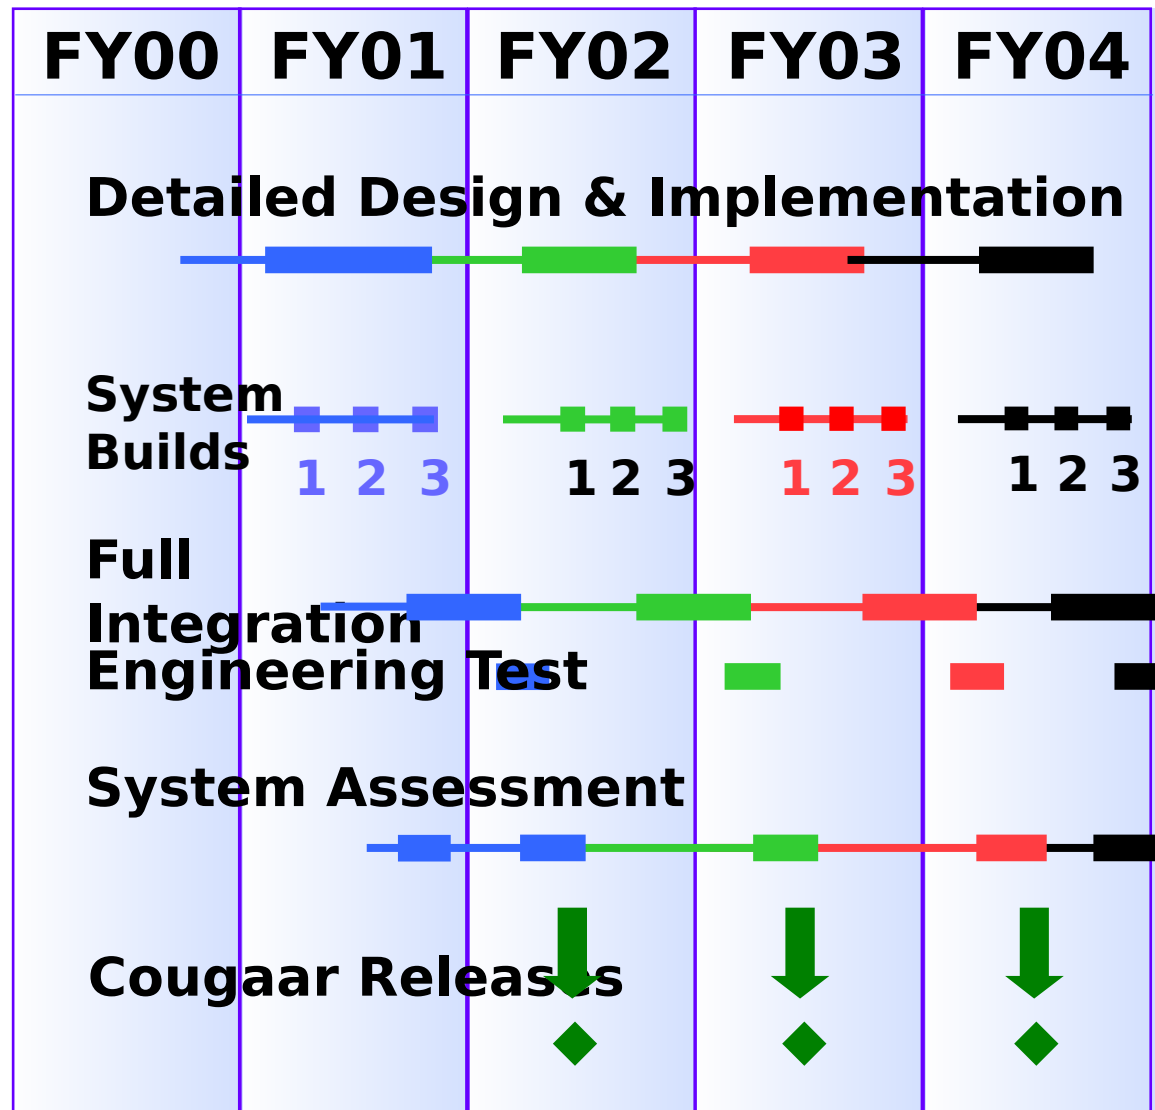 FY00 FY01 FY02 FY03 FY04
Detailed Design & Implementation
System
Builds
1 2 3 1 2 3 1 2 3 1 2 3
Full
Integration
Engineering Test
System Assessment
Cougaar Releases